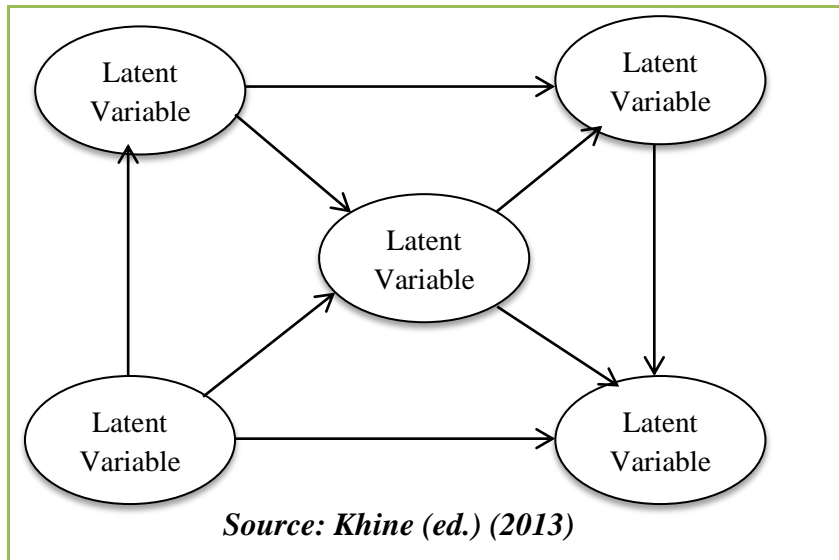 Latent
Variable
Latent
Variable
Latent
Variable
Latent
Variable
Latent
Variable
Source: Khine (ed.) (2013)